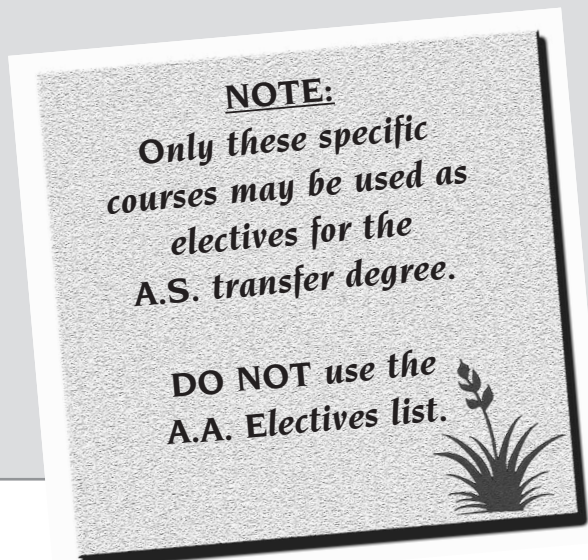 NOTE:
Only these specific
courses may be used as
electives for the
A.S. transfer degree.
DO NOT use the
A.A. Electives list.